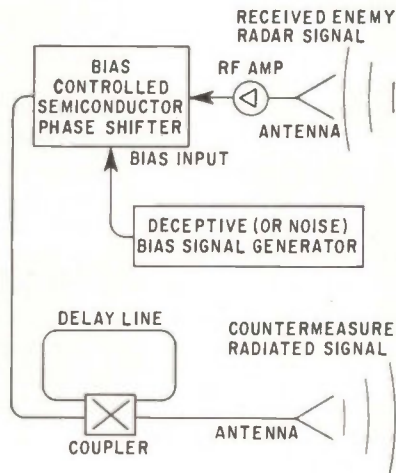 RECEIVED ENEMY
RADAR SIGNAL
BIAS
CONTROLLED
SEMICONDUCTOR
PHASE SHIFTER
RF AMP
ANTENNA
BIAS INPUT
DECEPTIVE (OR NOISE)
BIAS SIGNAL GENERATOR
DELAY LINE
COUNTERMEASURE
RADIATED SIGNAL
COUPLER
ANTENNA